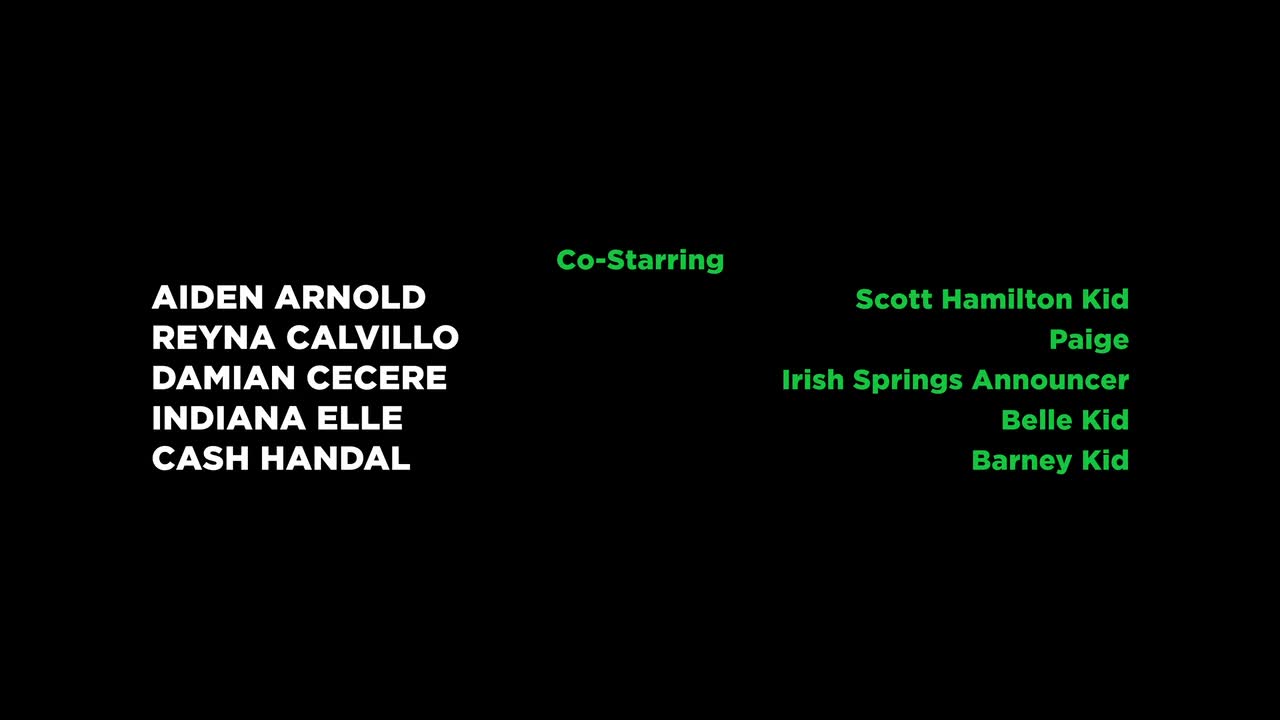 Co-Starring
AIDEN ARNOLD Scott Hamilton Kid
REYNA CALVILLO Paige
DAMIAN CECERE Irish Springs Announcer
INDIANA ELLE Belle Kid
CASH HANDAL Barney Kid